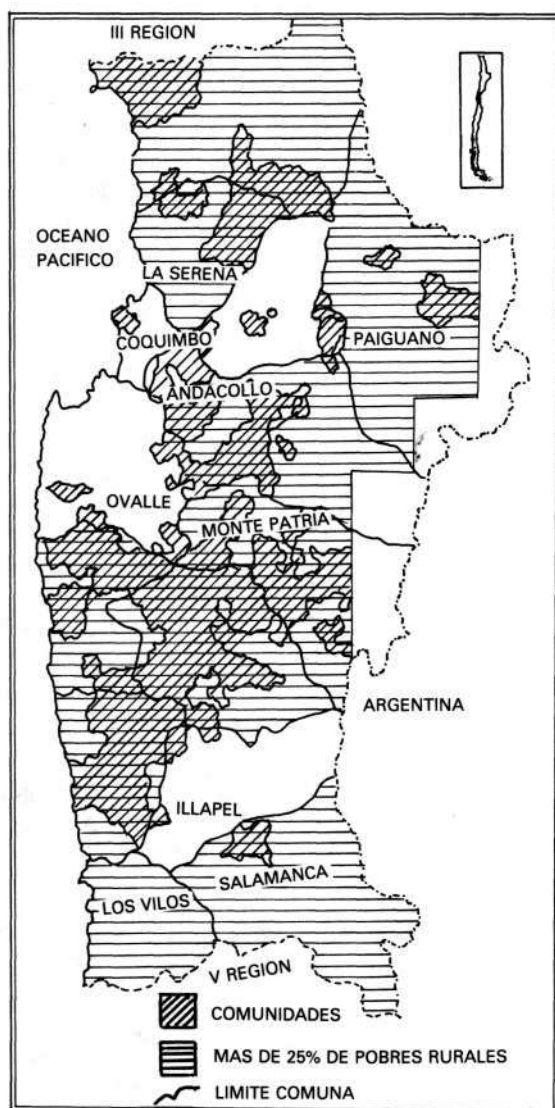 III REGION
OCEANO
PACIFICO
LA SERENA
COQUIMBO
PAIGUANO
ANDACOLLO
OVALLE
MONTE PATRIA
ARGENTINA
ILLAPEL
SALAMANCA
LOS VILOS
V REGION
COMUNIDADES
MAS DE 25% DE POBRES RURALES
LIMITE COMUNA